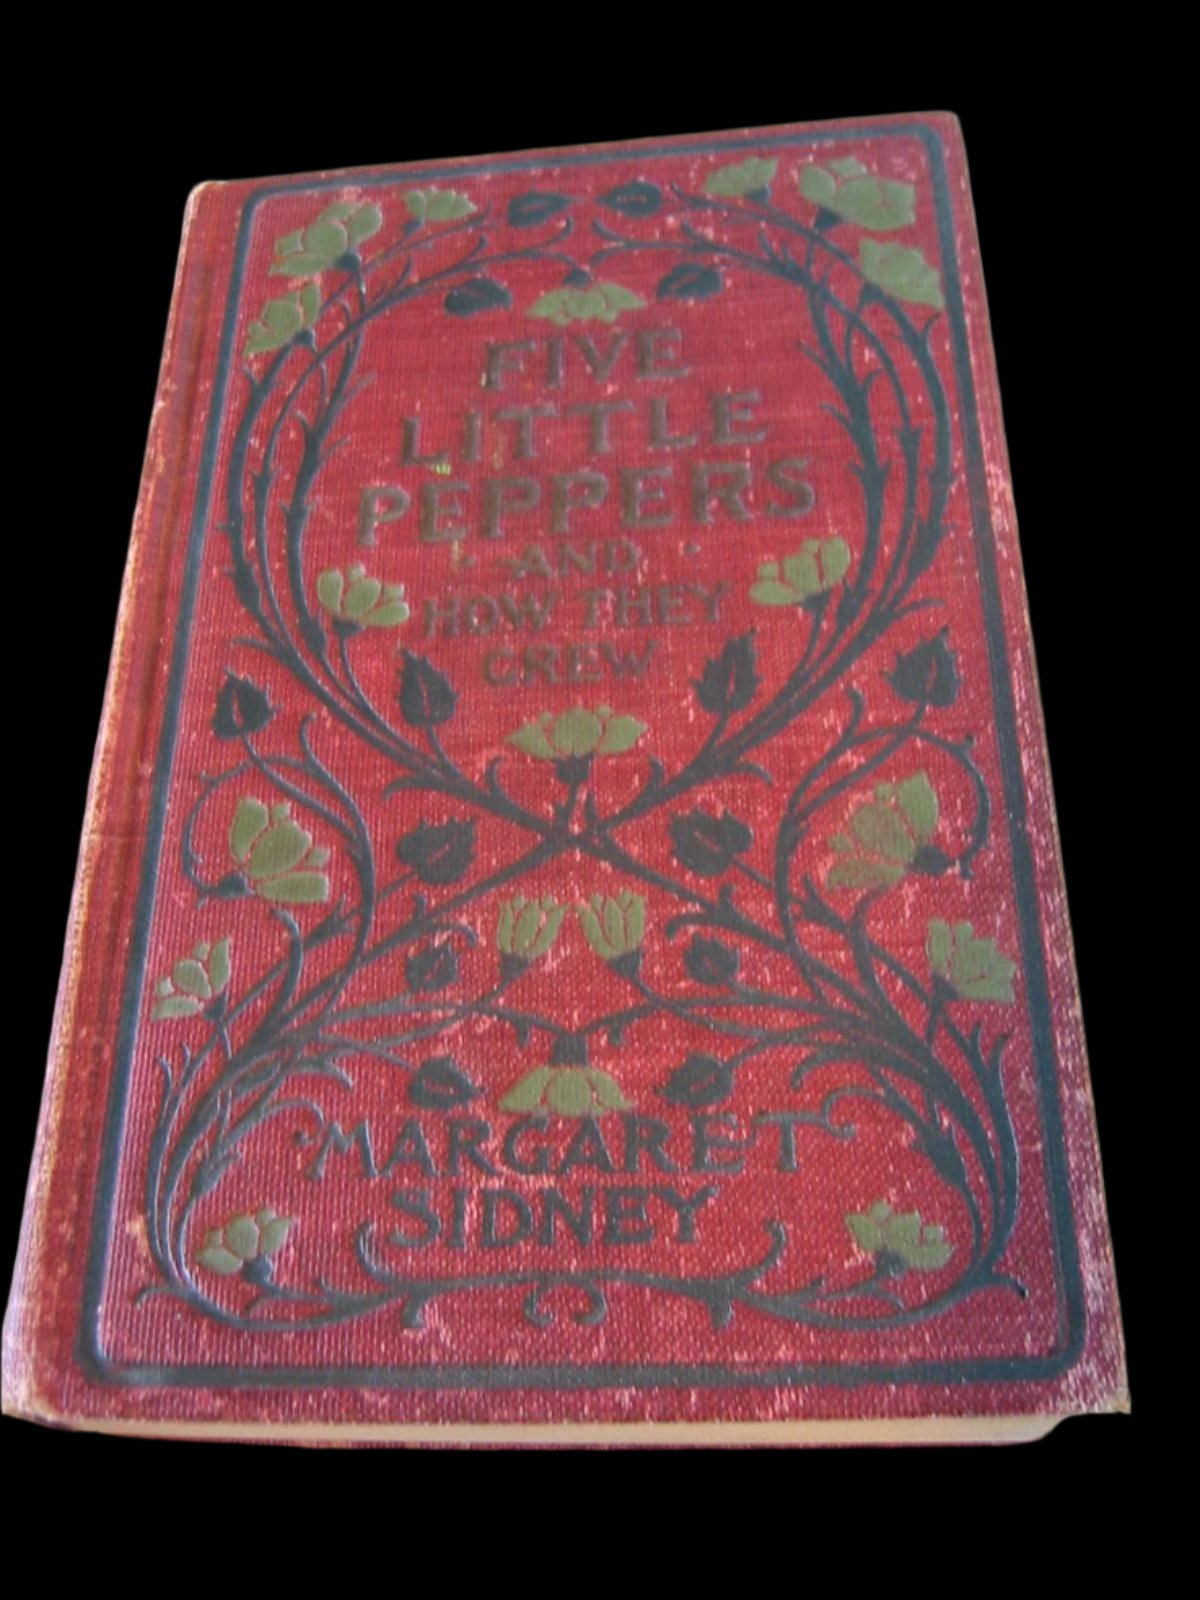 FIVE
LITTLE
PEPPERS
AND
HOW THEY
GREW
MARGARET
SIDNEY